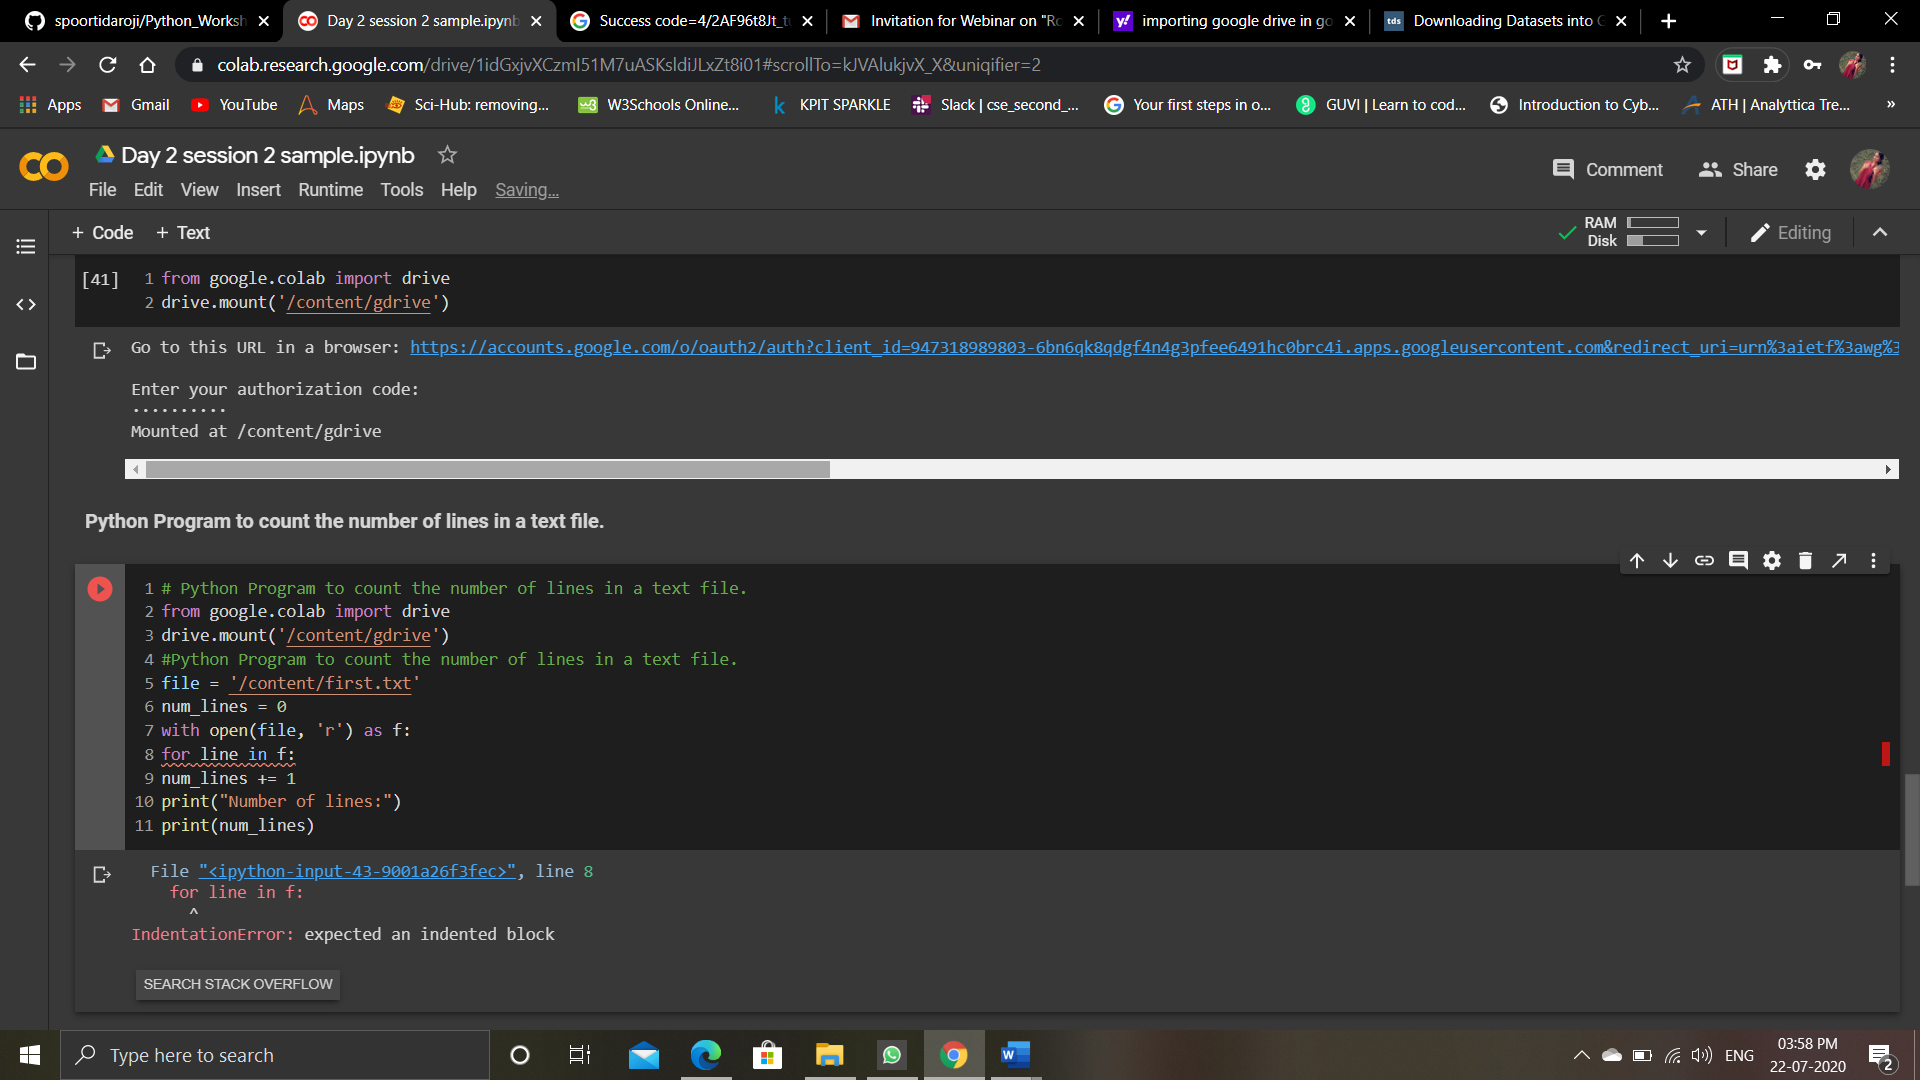 spoortidaroji/Python_Worksh
Day 2 session 2 sample.ipynb
Success code=4/2AF96t8Jt_t
Invitation for Webinar on "Ro
importing google drive in go
tds Downloading Datasets into G
colab.research.google.com/drive/1idGxjvXCzmI51M7uASKsldiJLxZt8i01#scrollTo=kJVAlukjvX_X&uniqifier=2
Apps
Gmail
YouTube
Maps
Sci-Hub: removing...
W3Schools Online...
KPIT SPARKLE
Slack | cse_second_...
Your first steps in o...
GUVI | Learn to cod...
Introduction to Cyb...
ATH | Analyttica Tre...
»
Day 2 session 2 sample.ipynb
Comment
Share
File Edit View Insert Runtime Tools Help Saving...
+ Code + Text
RAM
Disk
Editing
[41]
1 from google.colab import drive
2 drive.mount('/content/gdrive')
Go to this URL in a browser: https://accounts.google.com/o/oauth2/auth?client_id=947318989803-6bn6qk8qdgf4n4g3pfee6491hc0brc4i.apps.googleusercontent.com&redirect_uri=urn%3aietf%3awg%3
Enter your authorization code:
··········
Mounted at /content/gdrive
Python Program to count the number of lines in a text file.
1 # Python Program to count the number of lines in a text file.
2 from google.colab import drive
3 drive.mount('/content/gdrive')
4 #Python Program to count the number of lines in a text file.
5 file = '/content/first.txt'
6 num_lines = 0
7 with open(file, 'r') as f:
8 for line in f:
9 num_lines += 1
10 print("Number of lines:")
11 print(num_lines)
File "<ipython-input-43-9001a26f3fec>", line 8
for line in f:
^
IndentationError: expected an indented block
SEARCH STACK OVERFLOW
Type here to search
ENG
03:58 PM
22-07-2020
2